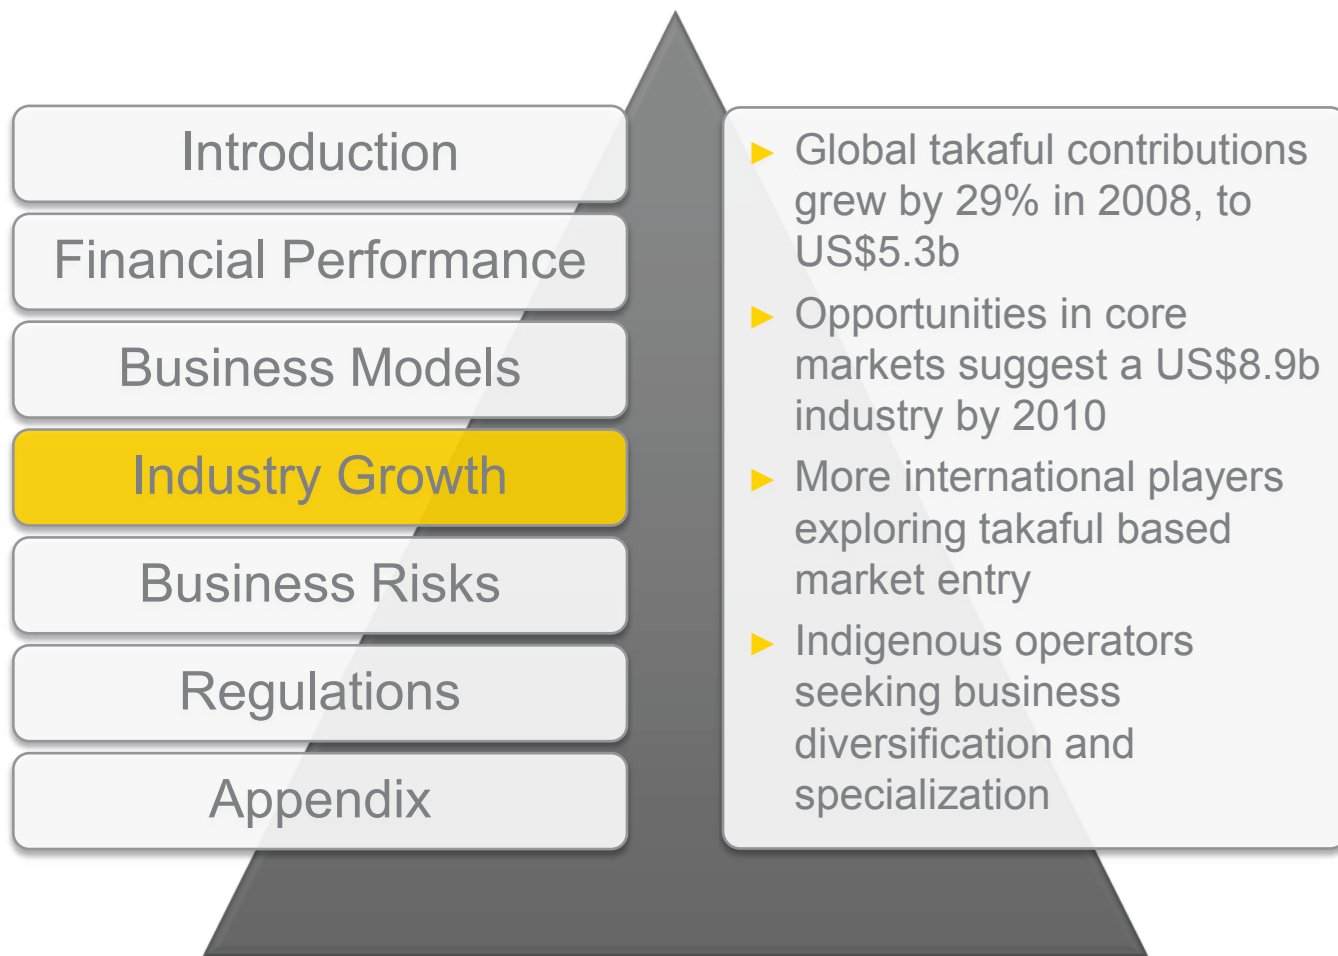 Introduction
Financial Performance
Business Models
Industry Growth
Business Risks
Regulations
Appendix
► Global takaful contributions
grew by 29% in 2008, to
US$5.3b
► Opportunities in core
markets suggest a US$8.9b
industry by 2010
► More international players
exploring takaful based
market entry
► Indigenous operators
seeking business
diversification and
specialization